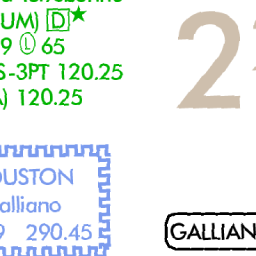 UM) D★
9 Ⓛ 65
S-3PT 120.25
) 120.25
2
OUSTON
alliano
9 290.45
GALLIAN